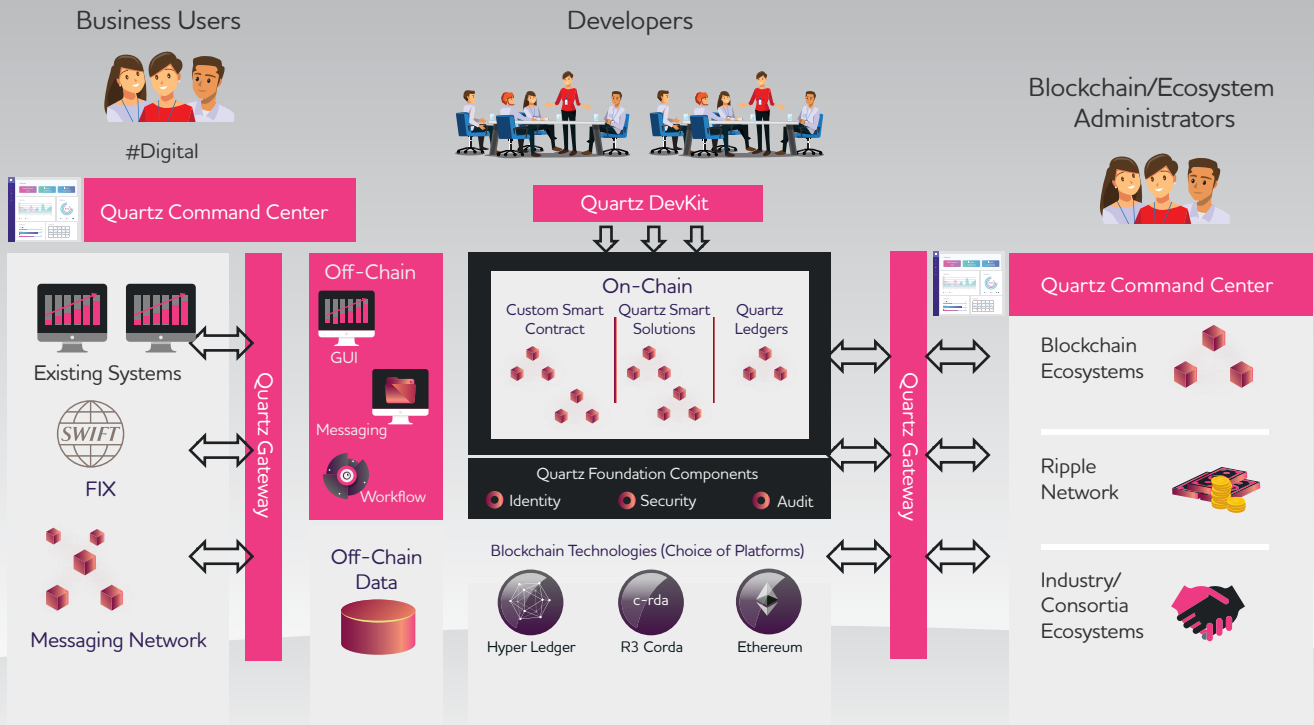 Business Users
#Digital
Quartz Command Center
Developers
Quartz DevKit
Blockchain/Ecosystem
Administrators
Quartz Command Center
Existing Systems
SWIFT
FIX
Messaging Network
Quartz Gateway
Off-Chain
GUI
Messaging
Workflow
Off-Chain
Data
On-Chain
Custom Smart
Contract
Quartz Smart
Solutions
Quartz
Ledgers
Quartz Foundation Components
Identity
Security
Audit
Blockchain Technologies (Choice of Platforms)
c-rda
Hyper Ledger
R3 Corda
Ethereum
Quartz Gateway
Blockchain
Ecosystems
Ripple
Network
Industry/
Consortia
Ecosystems